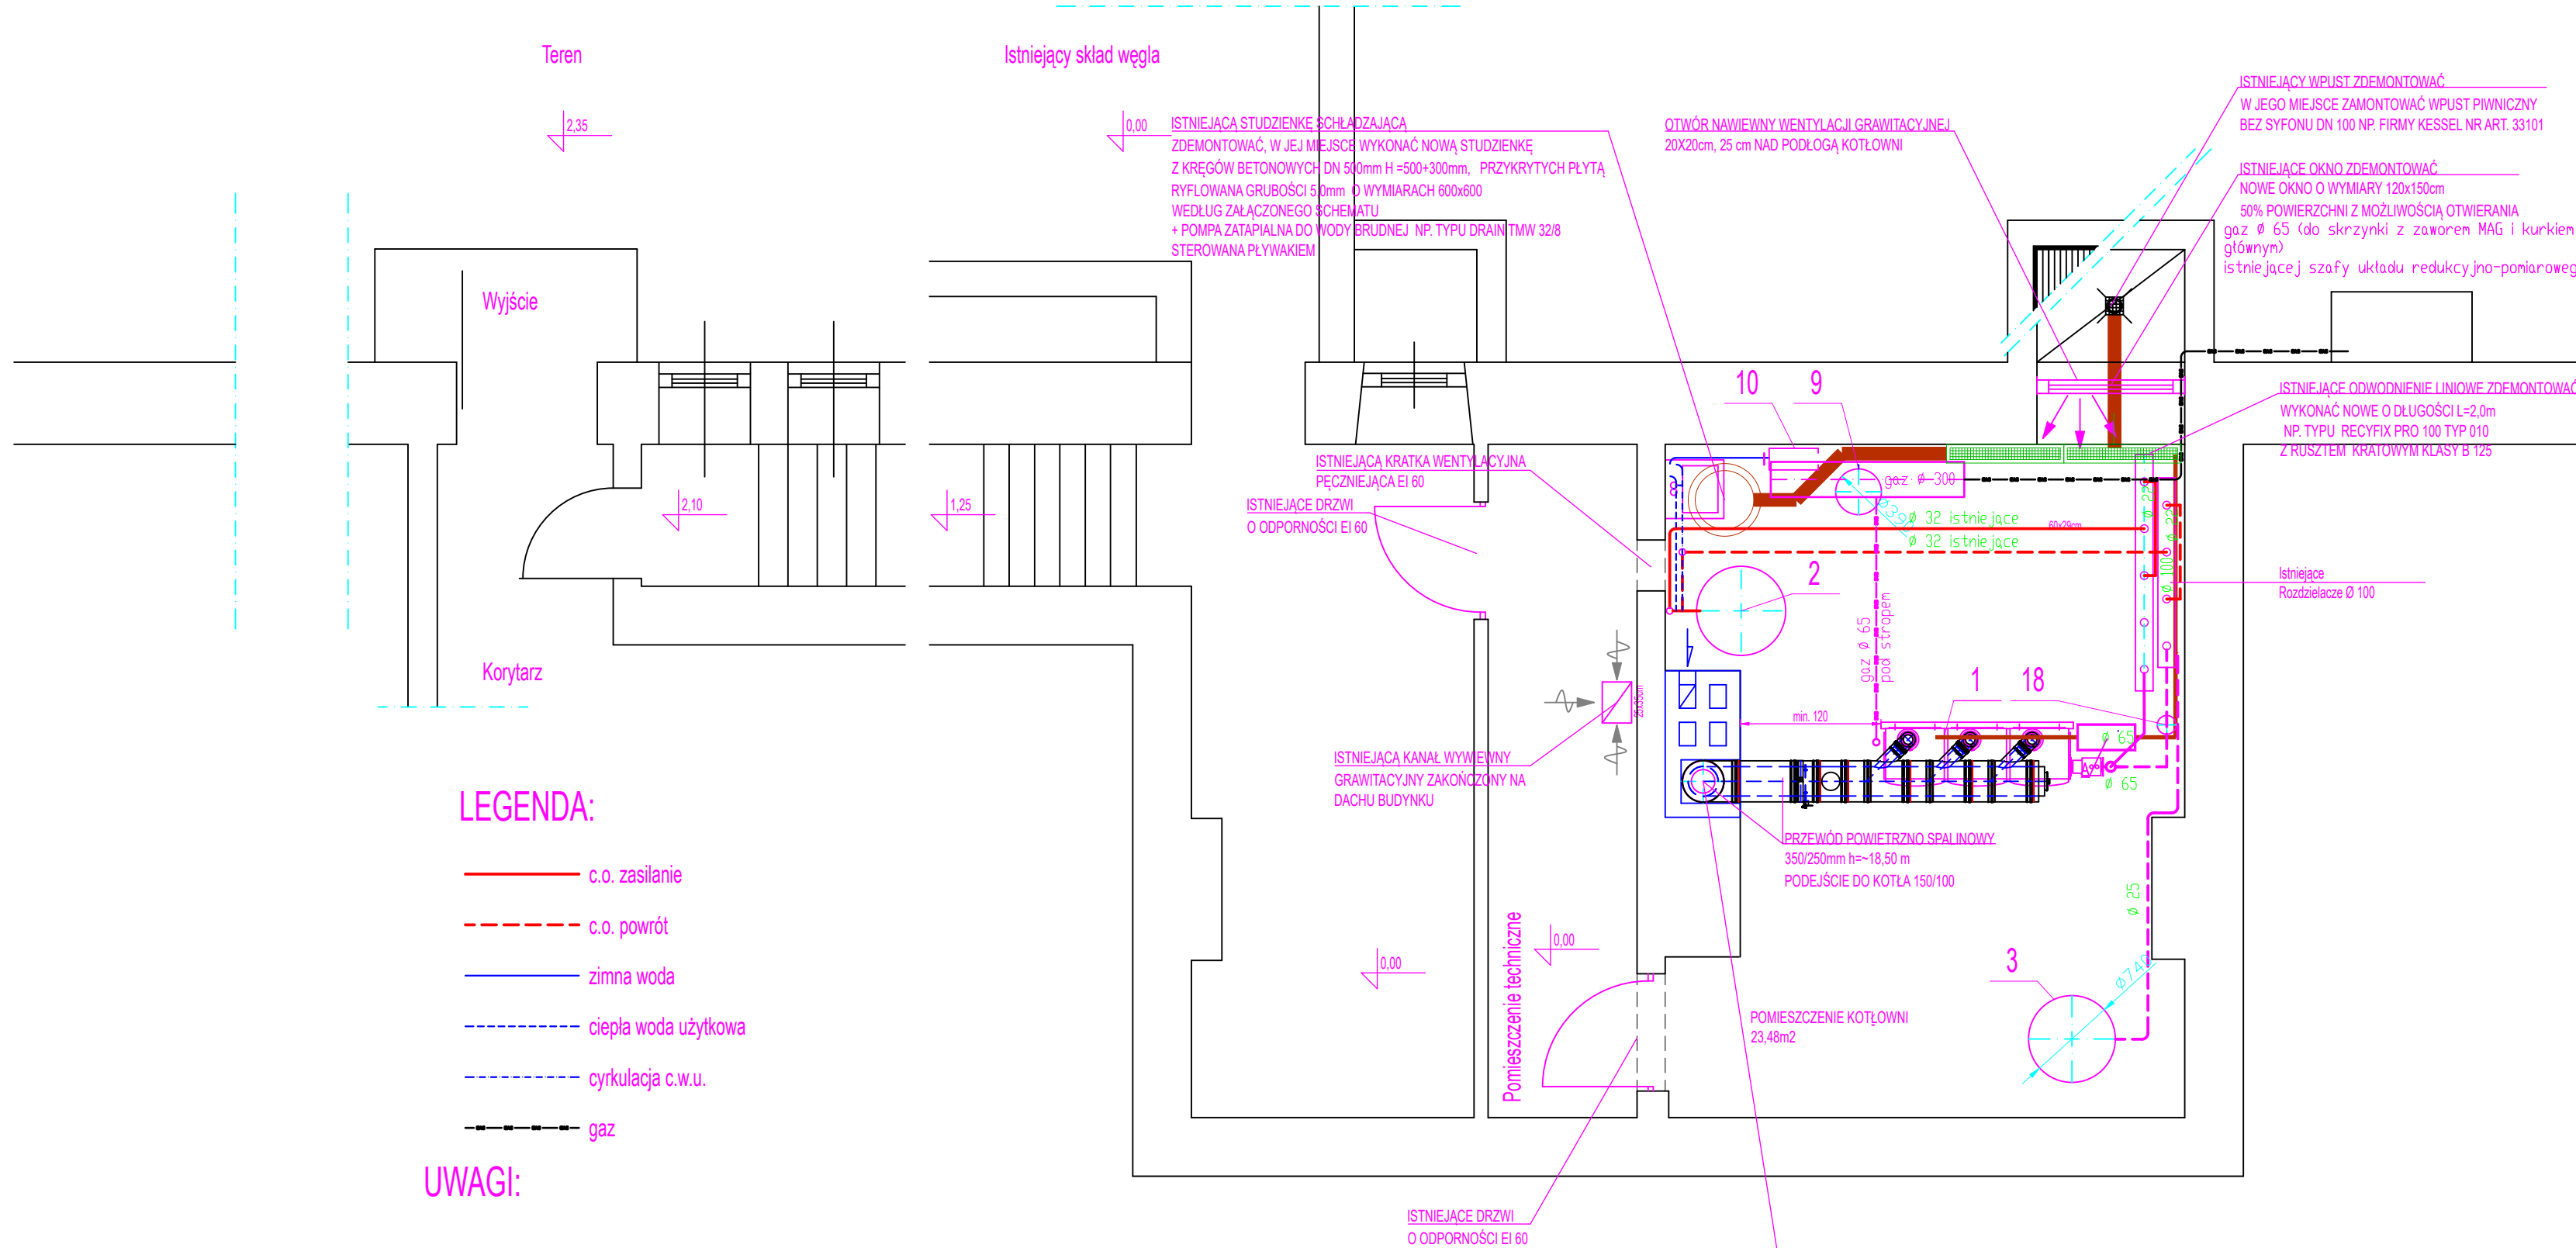 Teren
Istniejący skład węgla
2,35
0,00
ISTNIEJĄCĄ STUDZIENKĘ SCHŁADZAJĄCĄ
ZDEMONTOWAĆ, W JEJ MIEJSCE WYKONAĆ NOWĄ STUDZIENKĘ
Z KRĘGÓW BETONOWYCH DN 500mm H =500+300mm, PRZYKRYTYCH PŁYTĄ
RYFLOWANA GRUBOŚCI 5,0mm O WYMIARACH 600x600
WEDŁUG ZAŁĄCZONEGO SCHEMATU
+ POMPA ZATAPIALNA DO WODY BRUDNEJ NP. TYPU DRAIN TMW 32/8
STEROWANA PŁYWAKIEM
OTWÓR NAWIEWNY WENTYLACJI GRAWITACYJNEJ
20X20cm, 25 cm NAD PODŁOGĄ KOTŁOWNI
ISTNIEJĄCY WPUST ZDEMONTOWAĆ
W JEGO MIEJSCE ZAMONTOWAĆ WPUST PIWNICZNY
BEZ SYFONU DN 100 NP. FIRMY KESSEL NR ART. 33101
ISTNIEJĄCE OKNO ZDEMONTOWAĆ
NOWE OKNO O WYMIARY 120x150cm
50% POWIERZCHNI Z MOŻLIWOŚCIĄ OTWIERANIA
gaz ø 65 (do skrzynki z zaworem MAG i kurkiem
głównym)
istniejącej szafy układu redukcyjno-pomiaroweg
Wyjście
10
9
ISTNIEJĄCE ODWODNIENIE LINIOWE ZDEMONTOWAĆ
WYKONAĆ NOWE O DŁUGOŚCI L=2,0m
NP. TYPU RECYFIX PRO 100 TYP 010
Z RUSZTEM KRATOWYM KLASY B 125
ISTNIEJĄCĄ KRATKA WENTYLACYJNA
PĘCZNIEJĄCA EI 60
ISTNIEJĄCE DRZWI
O ODPORNOŚCI EI 60
2,10
1,25
gaz ø 300
ø390
ø 32 istniejące
ø 32 istniejące
60x29cm
ø 22
ø 22
ø 100
Istniejące
Rozdzielacze Ø 100
2
gaz ø 65
pod stropem
Korytarz
1
18
25x35cm
min. 120
ø 65
ø 65
ISTNIEJĄCĄ KANAŁ WYWIEWNY
GRAWITACYJNY ZAKOŃCZONY NA
DACHU BUDYNKU
PRZEWÓD POWIETRZNO SPALINOWY
350/250mm h=~18,50 m
PODEJŚCIE DO KOTŁA 150/100
LEGENDA:
c.o. zasilanie
c.o. powrót
zimna woda
ciepła woda użytkowa
cyrkulacja c.w.u.
gaz
UWAGI:
ø 25
Pomieszczenie techniczne
0,00
0,00
3
ø740
POMIESZCZENIE KOTŁOWNI
23,48m2
ISTNIEJĄCE DRZWI
O ODPORNOŚCI EI 60